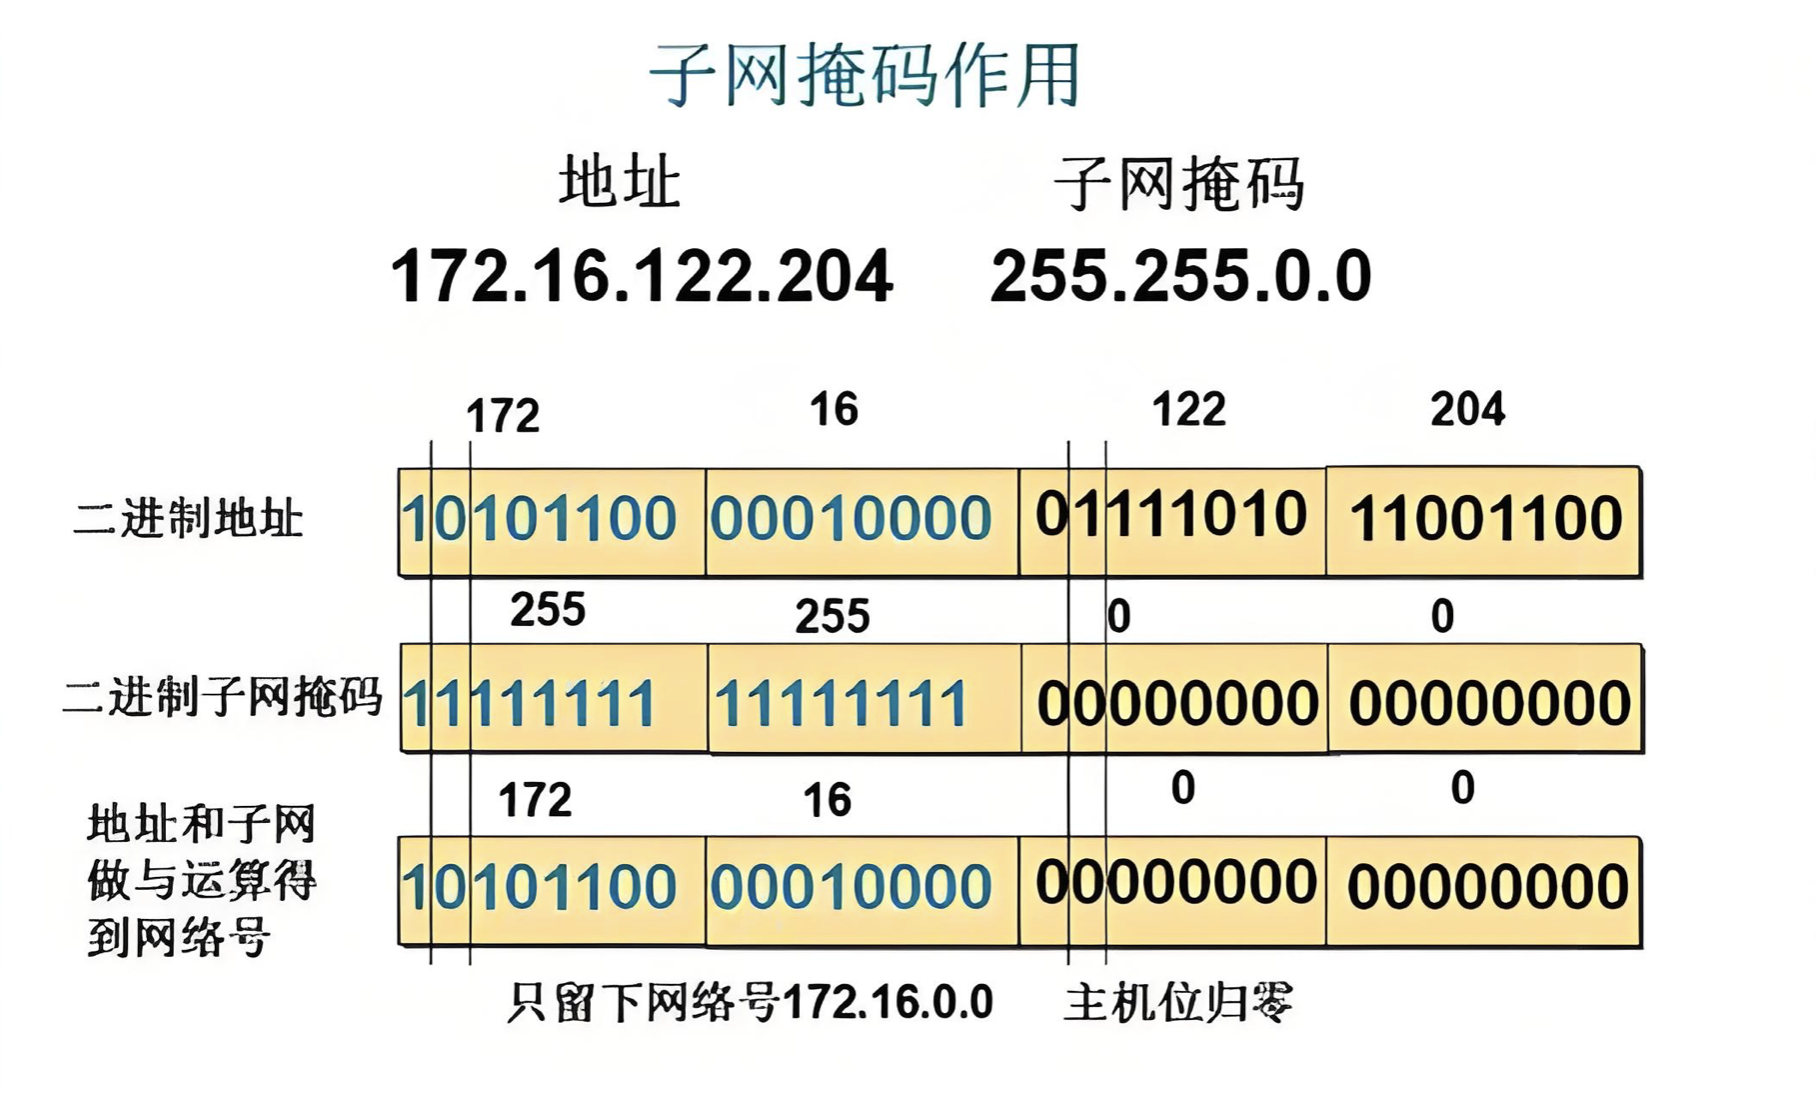 子网掩码作用
地址 子网掩码
172.16.122.204 255.255.0.0
172 16 122 204
二进制地址 10101100 00010000 01111010 11001100
255 255 0 0
二进制子网掩码 11111111 11111111 00000000 00000000
172 16 0 0
地址和子网
做与运算得
到网络号
10101100 00010000 00000000 00000000
只留下网络号172.16.0.0 主机位归零